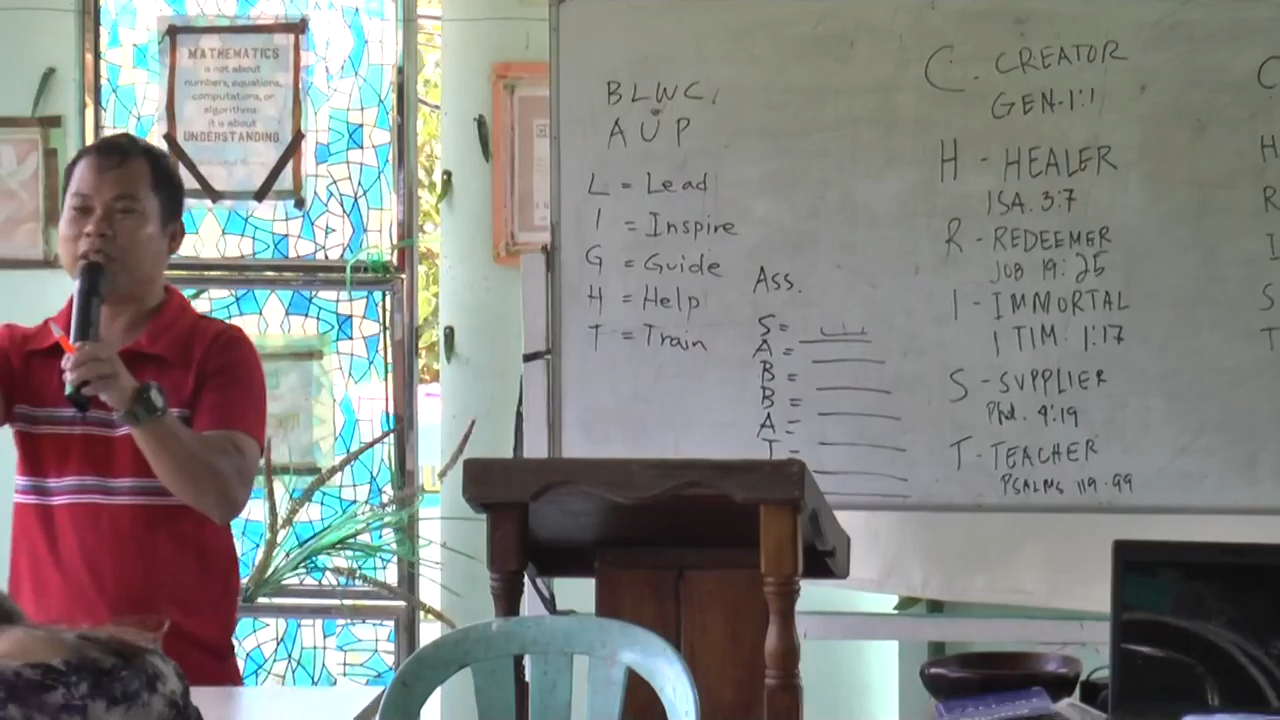 MATHEMATICS
is not about
numbers, equations,
computations, or
algorithms:
it is about
UNDERSTANDING.
BLWC,
AUP
L = Lead
I = Inspire
G = Guide
H = Help
T = Train
Ass.
S =
A =
B =
B =
A =
T =
C. CREATOR
GEN. 1:1
H - HEALER
ISA. 3:7
R - REDEEMER
JOB 19:25
I - IMMORTAL
1 TIM. 1:17
S - SUPPLIER
Phil. 4:19
T - TEACHER
PSALMS 119.99
C
H
R
I
S
T